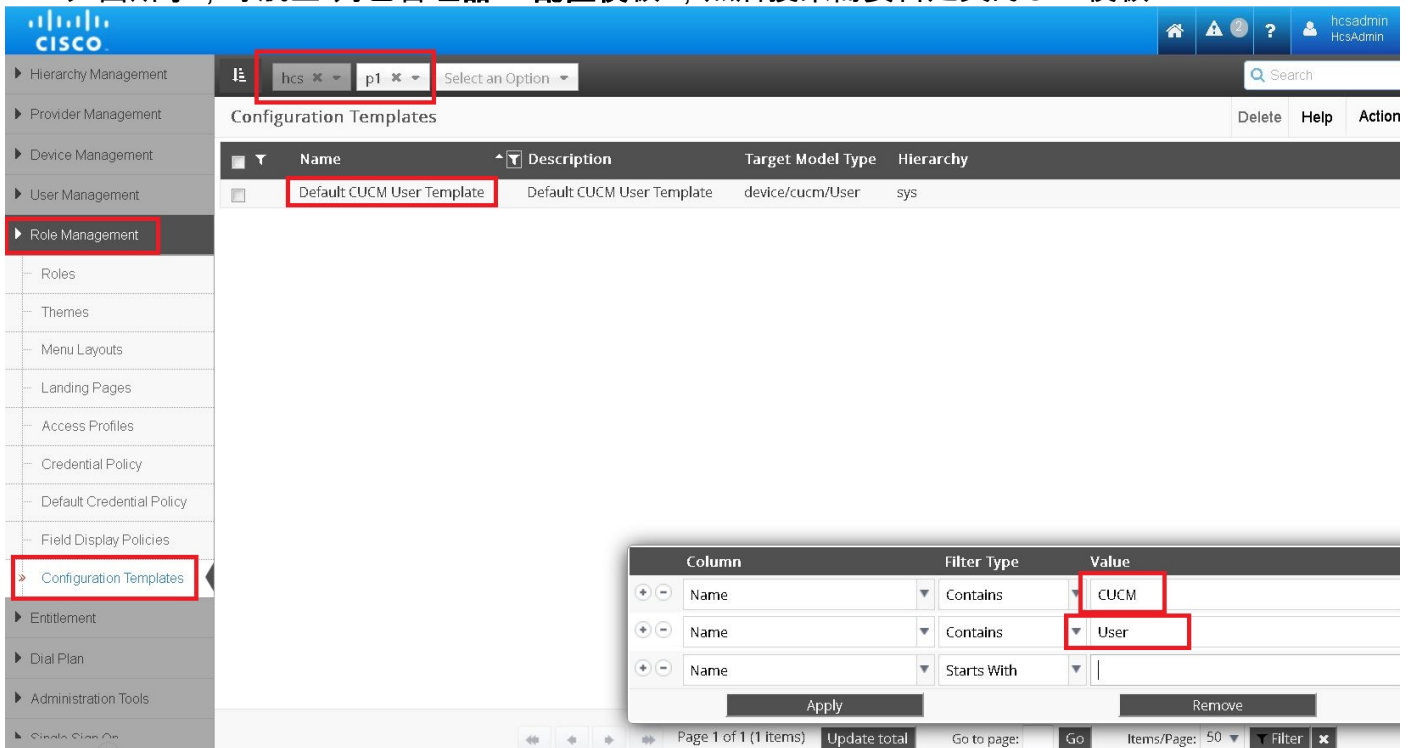 CISCO
hcsadmin
HcsAdmin
2
?
Hierarchy Management
Provider Management
Device Management
User Management
Role Management
Roles
Themes
Menu Layouts
Landing Pages
Access Profiles
Credential Policy
Default Credential Policy
Field Display Policies
Configuration Templates
Entitlement
Dial Plan
Administration Tools
hcs
p1
Select an Option
Search
Configuration Templates
Delete Help Action
Name Description Target Model Type Hierarchy
Default CUCM User Template Default CUCM User Template device/cucm/User sys
Column Filter Type Value
Name Contains CUCM
Name Contains User
Name Starts With
Apply Remove
Page 1 of 1 (1 items) Update total Go to page: Go Items/Page: 50 Filter